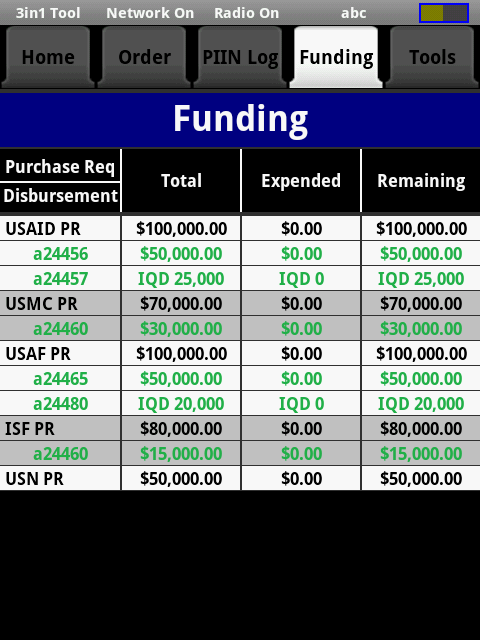 3in1 Tool Network On Radio On abc
Home Order PIIN Log Funding Tools
Funding
Purchase Req
Disbursement Total Expended Remaining
USAID PR $100,000.00 $0.00 $100,000.00
a24456 $50,000.00 $0.00 $50,000.00
a24457 IQD 25,000 IQD 0 IQD 25,000
USMC PR $70,000.00 $0.00 $70,000.00
a24460 $30,000.00 $0.00 $30,000.00
USAF PR $100,000.00 $0.00 $100,000.00
a24465 $50,000.00 $0.00 $50,000.00
a24480 IQD 20,000 IQD 0 IQD 20,000
ISF PR $80,000.00 $0.00 $80,000.00
a24460 $15,000.00 $0.00 $15,000.00
USN PR $50,000.00 $0.00 $50,000.00